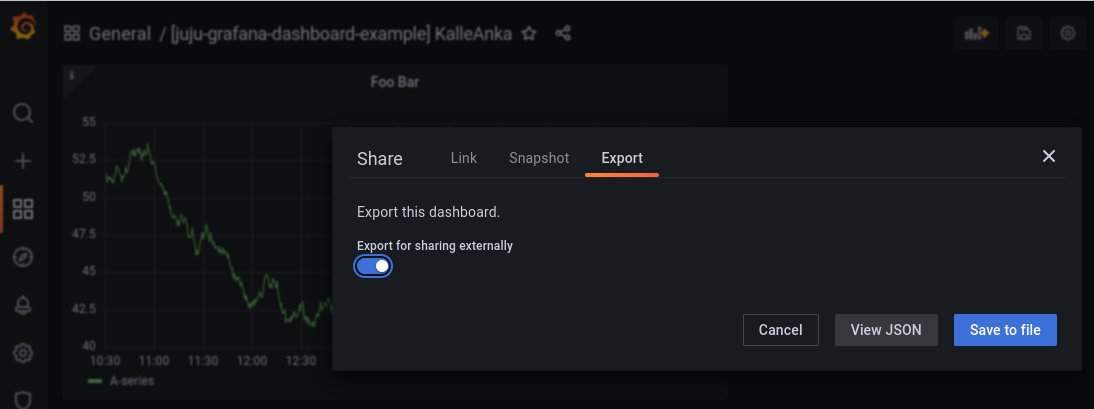 General / [juju-grafana-dashboard-example] KalleAnka
i
Foo Bar
55
52.5
50
47.5
45
42.5
40
10:30 11:00 11:30 12:00 12:30
A-series
Share Link Snapshot Export
Export this dashboard.
Export for sharing externally
Cancel View JSON Save to file